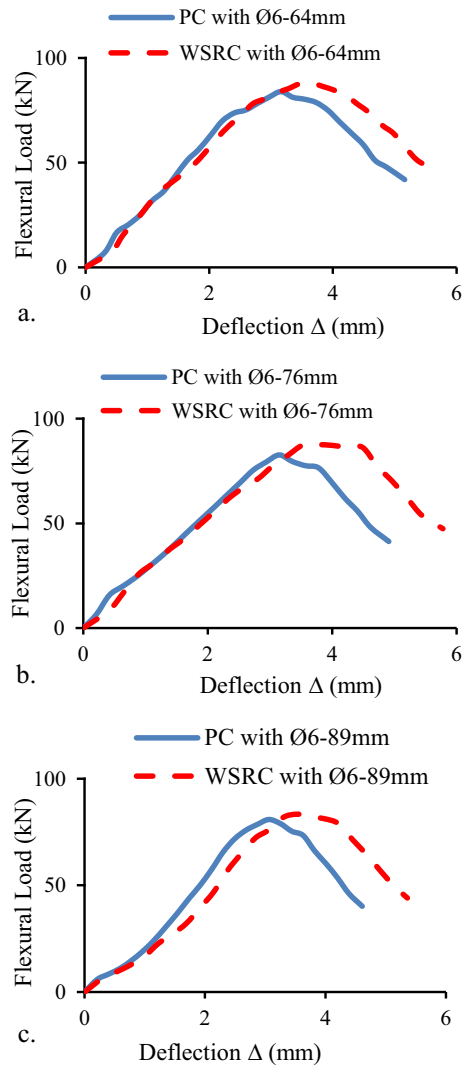 PC with Ø6-64mm
WSRC with Ø6-64mm
Flexural Load (kN)
100
50
0
0 2 4 6
Deflection Δ (mm)
a.
PC with Ø6-76mm
WSRC with Ø6-76mm
Flexural Load (kN)
100
50
0
0 2 4 6
Deflection Δ (mm)
b.
PC with Ø6-89mm
WSRC with Ø6-89mm
Flexural Load (kN)
100
50
0
0 2 4 6
c.
Deflection Δ (mm)